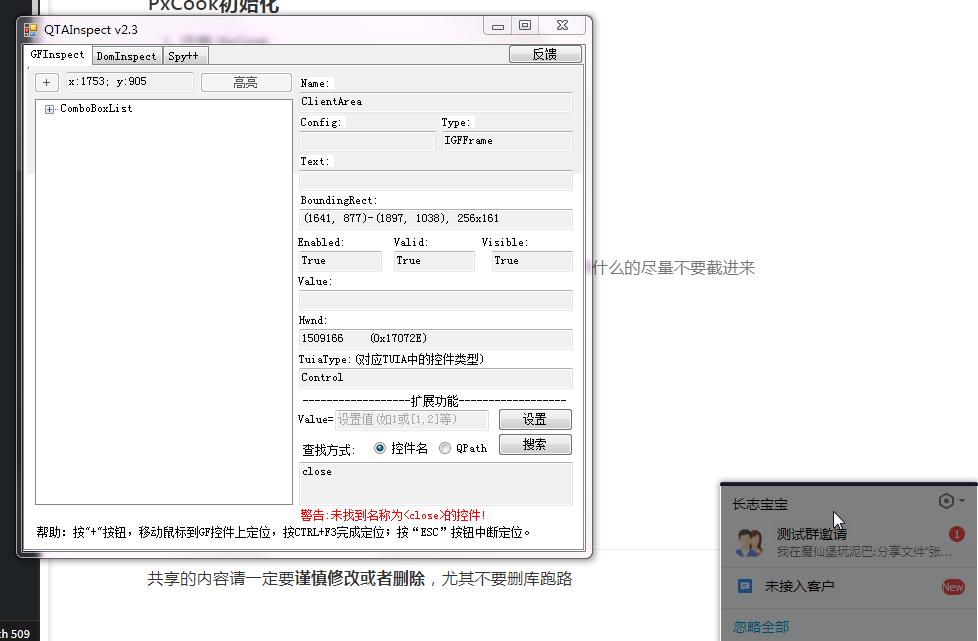 PxCook初始化
QTAInspect v2.3
GFInspect DomInspect Spy++
反馈
+ x:1753; y:905 高亮
ComboBoxList
Name:
ClientArea
Config: Type:
IGFFrame
Text:
BoundingRect:
(1641, 877)-(1897, 1038), 256x161
Enabled: Valid: Visible:
True True True
Value:
Hwnd:
1509166 (0x17072E)
TuiaType:(对应TUIA中的控件类型)
Control
------------------扩展功能------------------
Value= 设置值(如1或[1,2]等) 设置
查找方式: 控件名 QPath 搜索
close
警告:未找到名称为<close>的控件!
帮助: 按"+"按钮, 移动鼠标到GF控件上定位, 按CTRL+F3完成定位; 按“ESC”按钮中断定位。
什么的尽量不要截进来
共享的内容请一定要谨慎修改或者删除，尤其不要删库跑路
th 509
长志宝宝
测试群邀请 1
我在魔仙堡玩泥巴:分享文件"张...
未接入客户 New
忽略全部